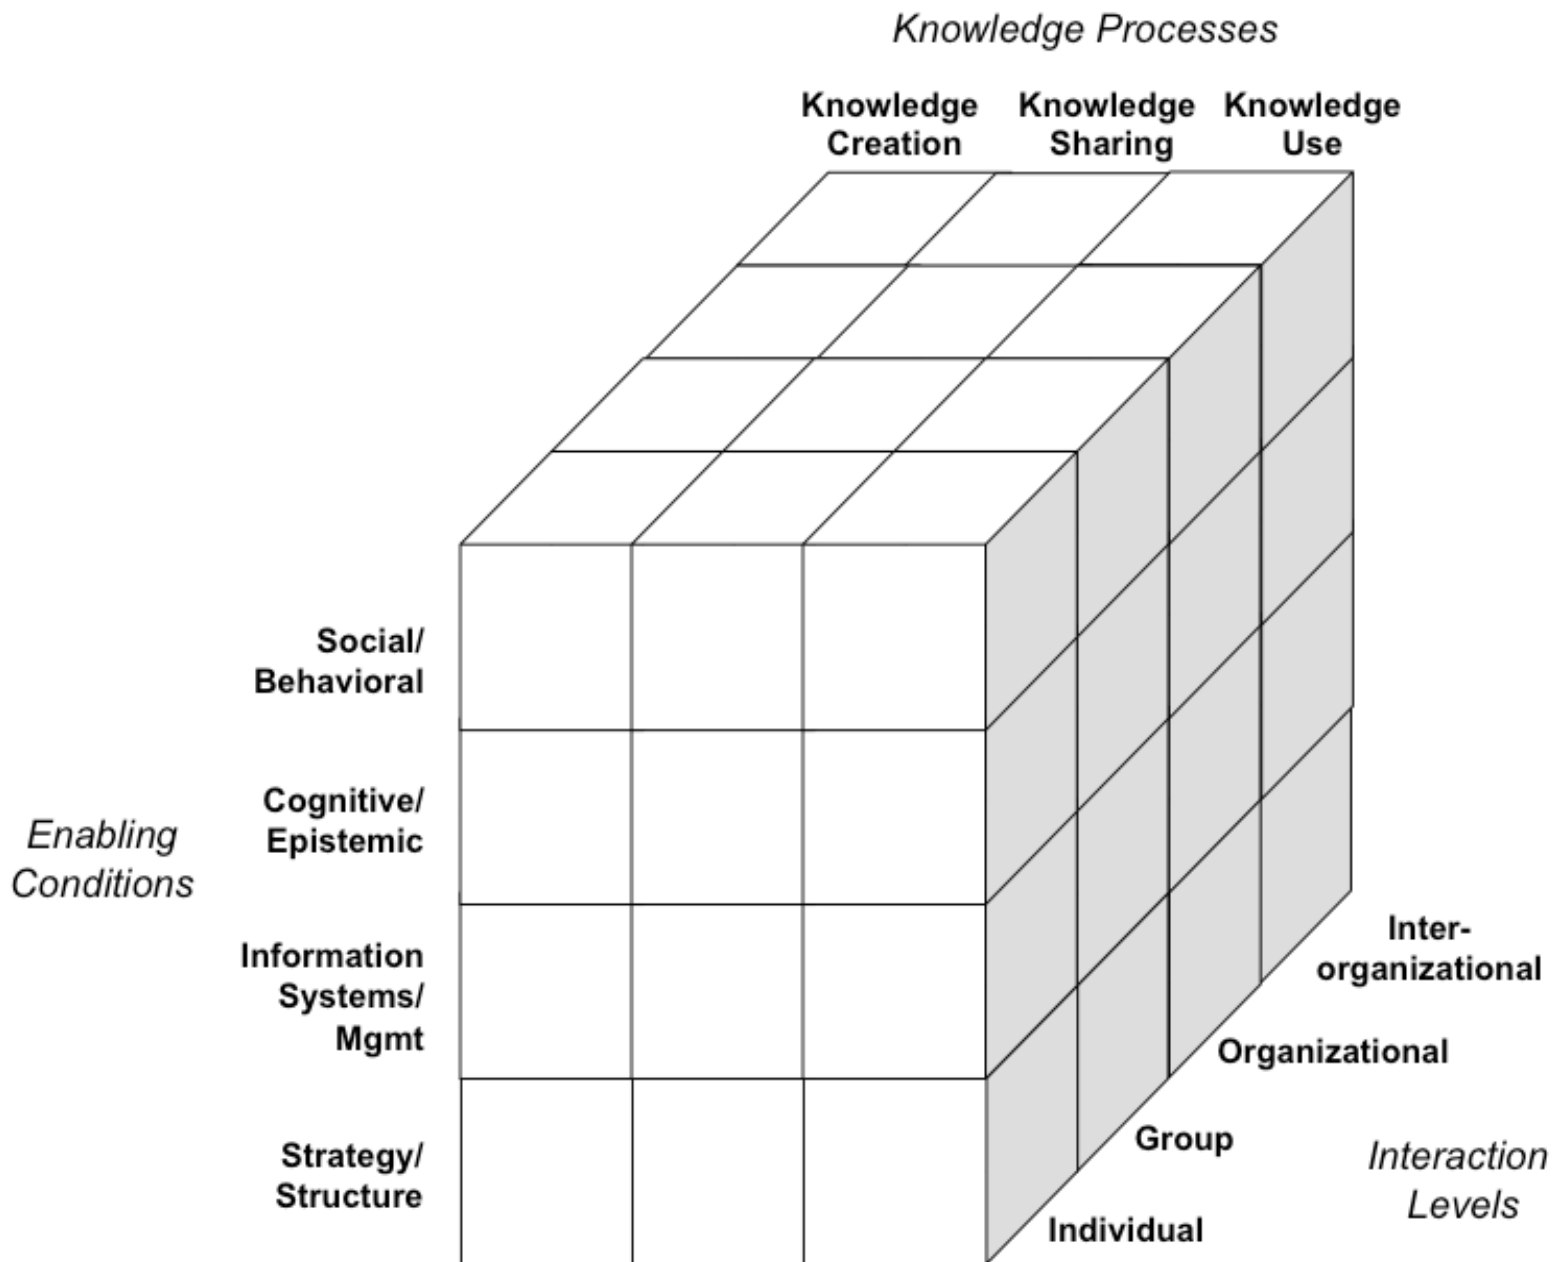 Knowledge Processes
Knowledge Knowledge Knowledge
Creation Sharing Use
Social/
Behavioral
Cognitive/
Epistemic
Enabling
Conditions
Information
Systems/
Mgmt
Strategy/
Structure
Inter-
organizational
Organizational
Group
Individual
Interaction
Levels